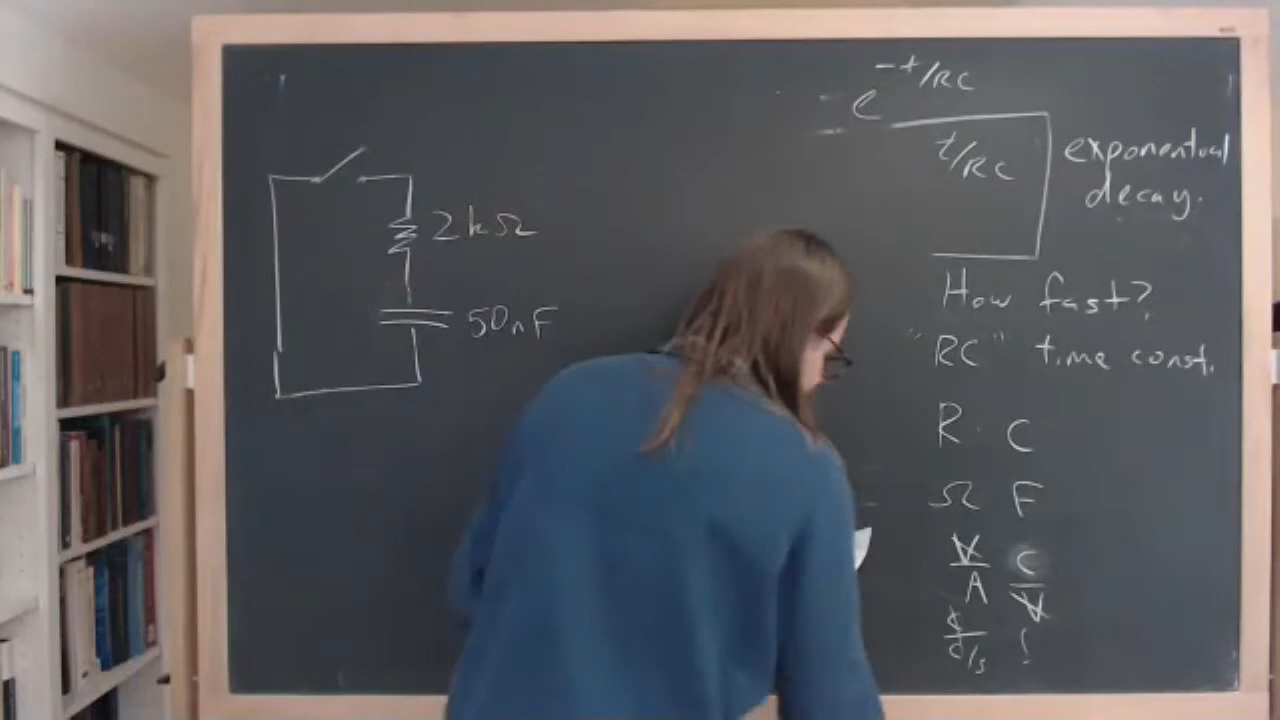 2kΩ
50nF
= e^-t/RC
t/RC
exponential
decay.
How fast?
"RC" time const.
R · C
Ω F
V/A C/V